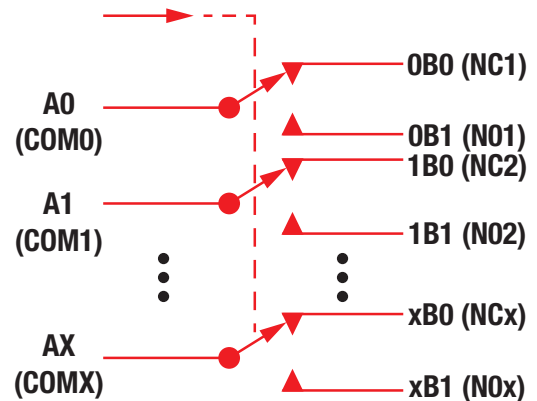 0B0 (NC1)
A0
(COM0)
0B1 (N01)
1B0 (NC2)
A1
(COM1)
1B1 (N02)
xB0 (NCx)
AX
(COMX)
xB1 (N0x)